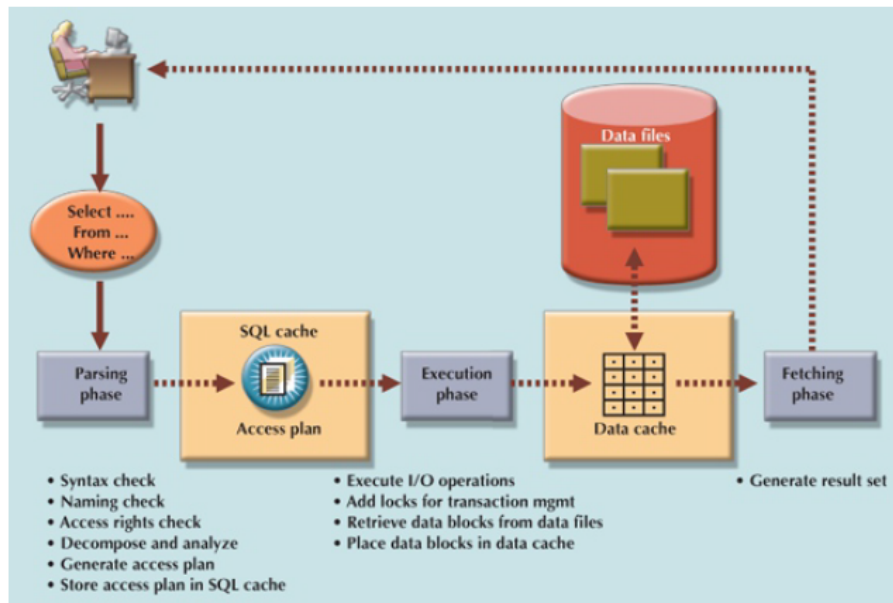 Data files
Select ....
From ...
Where ...
SQL cache
Parsing
phase
Access plan
Execution
phase
Data cache
Fetching
phase
• Syntax check
• Naming check
• Access rights check
• Decompose and analyze
• Generate access plan
• Store access plan in SQL cache
• Execute I/O operations
• Add locks for transaction mgmt
• Retrieve data blocks from data files
• Place data blocks in data cache
• Generate result set